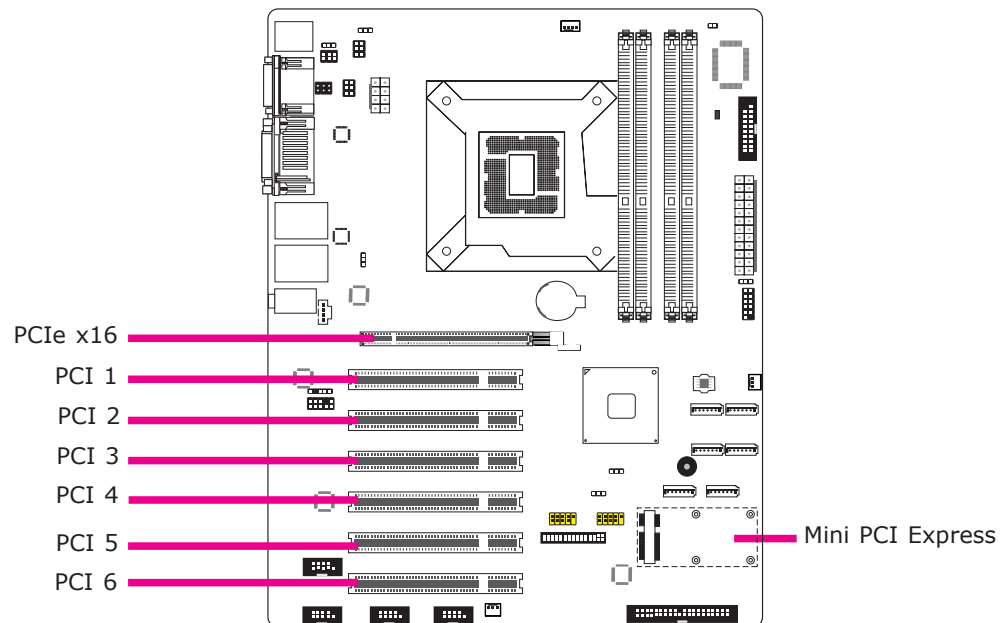 PCIe x16
PCI 1
PCI 2
PCI 3
PCI 4
PCI 5
Mini PCI Express
PCI 6